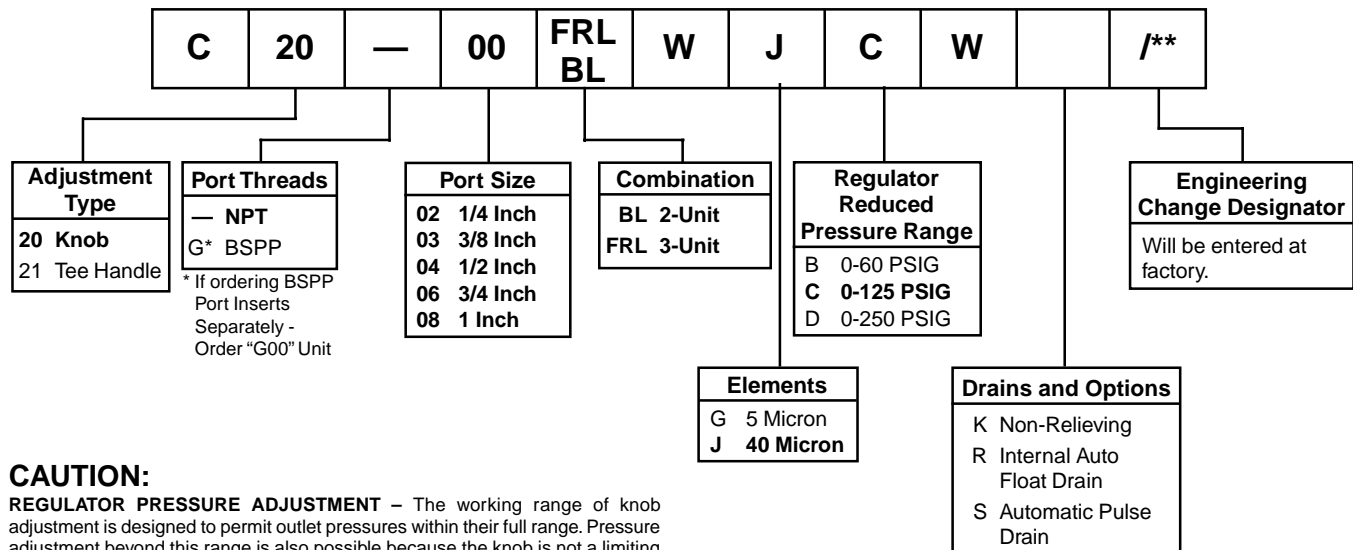 C 20 — 00 FRL BL W J C W /**
Adjustment Type
20 Knob
21 Tee Handle
Port Threads
— NPT
G* BSPP
* If ordering BSPP
Port Inserts
Separately -
Order “G00” Unit
Port Size
02 1/4 Inch
03 3/8 Inch
04 1/2 Inch
06 3/4 Inch
08 1 Inch
Combination
BL 2-Unit
FRL 3-Unit
Regulator
Reduced
Pressure Range
B 0-60 PSIG
C 0-125 PSIG
D 0-250 PSIG
Engineering
Change Designator
Will be entered at
factory.
Elements
G 5 Micron
J 40 Micron
Drains and Options
K Non-Relieving
R Internal Auto
Float Drain
S Automatic Pulse
Drain
CAUTION:
REGULATOR PRESSURE ADJUSTMENT – The working range of knob
adjustment is designed to permit outlet pressures within their full range. Pressure
adjustment beyond this range is also possible because the knob is not a limiting